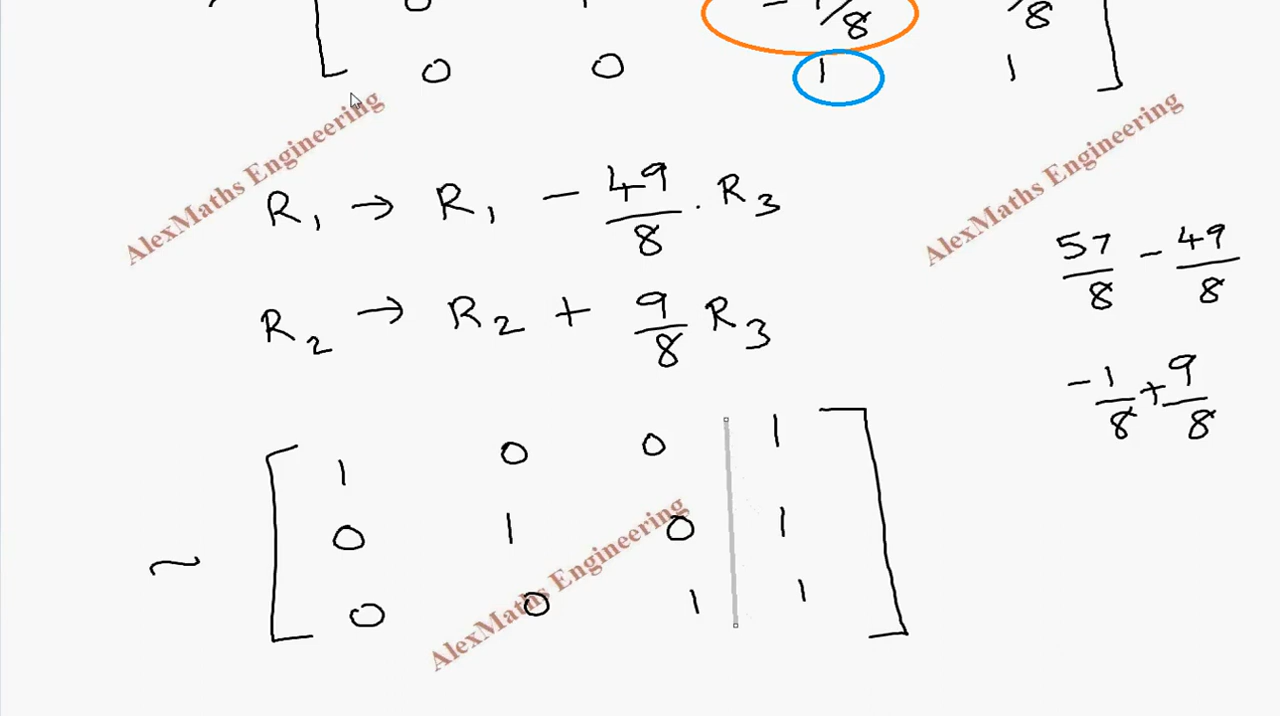 0 0 1 1
R₁ → R₁ - 49/8 . R₃
57/8 - 49/8
R₂ → R₂ + 9/8 R₃
-1/8 + 9/8
~ [ 1 0 0 | 1
0 1 0 | 1
0 0 1 | 1 ]
AlexMaths Engineering
AlexMaths Engineering
AlexMaths Engineering